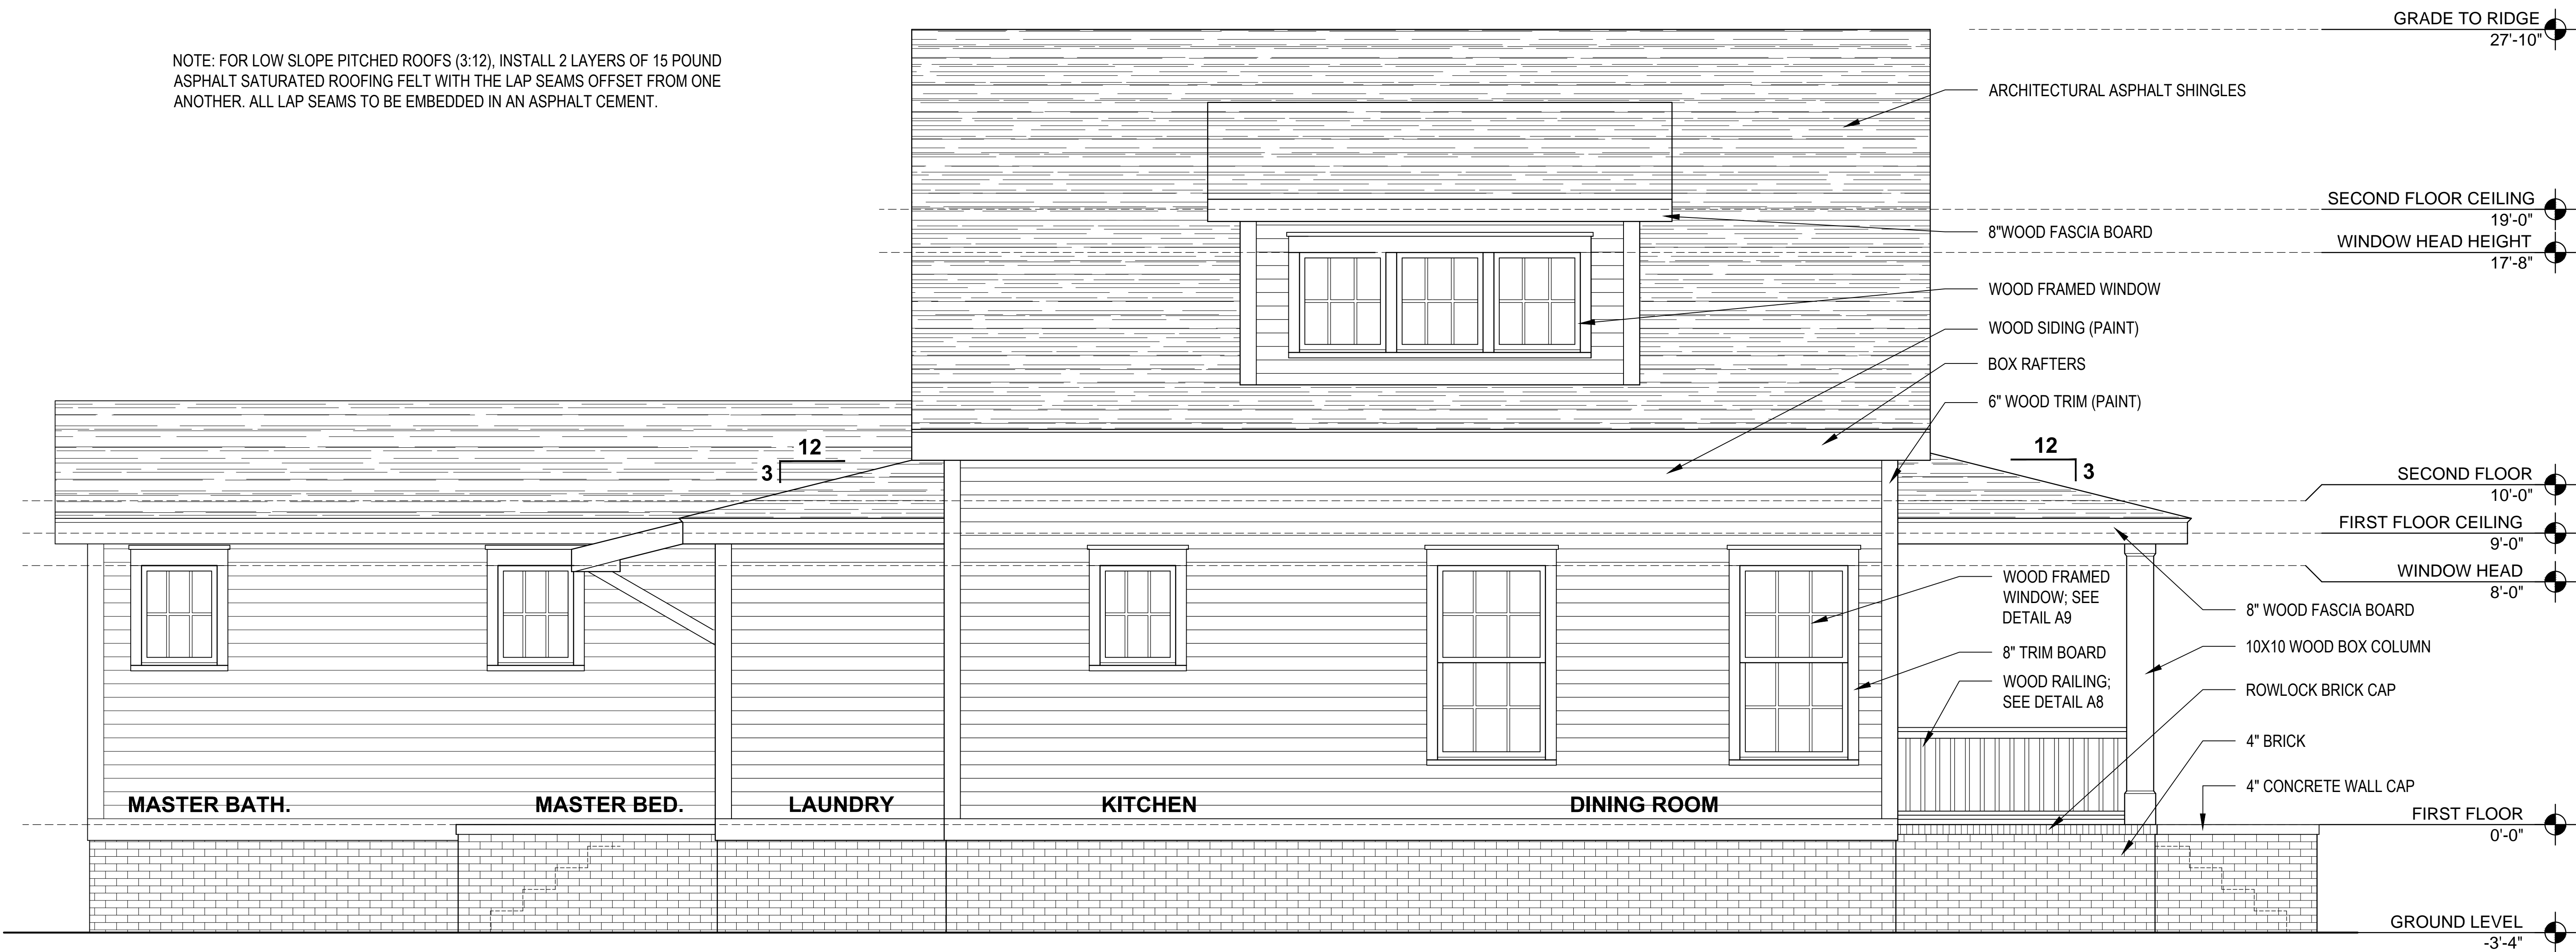 NOTE: FOR LOW SLOPE PITCHED ROOFS (3:12), INSTALL 2 LAYERS OF 15 POUND
ASPHALT SATURATED ROOFING FELT WITH THE LAP SEAMS OFFSET FROM ONE
ANOTHER. ALL LAP SEAMS TO BE EMBEDDED IN AN ASPHALT CEMENT.
GRADE TO RIDGE
27'-10"
ARCHITECTURAL ASPHALT SHINGLES
SECOND FLOOR CEILING
19'-0"
8"WOOD FASCIA BOARD
WINDOW HEAD HEIGHT
17'-8"
WOOD FRAMED WINDOW
WOOD SIDING (PAINT)
BOX RAFTERS
6" WOOD TRIM (PAINT)
12
3
12
3
SECOND FLOOR
10'-0"
FIRST FLOOR CEILING
9'-0"
WINDOW HEAD
8'-0"
WOOD FRAMED
WINDOW; SEE
DETAIL A9
8" WOOD FASCIA BOARD
10X10 WOOD BOX COLUMN
8" TRIM BOARD
WOOD RAILING;
SEE DETAIL A8
ROWLOCK BRICK CAP
4" BRICK
4" CONCRETE WALL CAP
MASTER BATH.
MASTER BED.
LAUNDRY
KITCHEN
DINING ROOM
FIRST FLOOR
0'-0"
GROUND LEVEL
-3'-4"